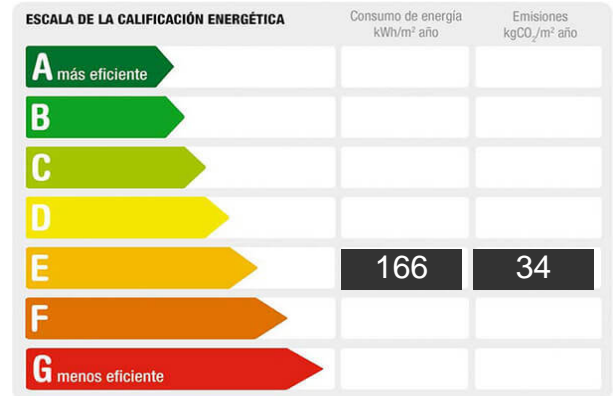 ESCALA DE LA CALIFICACIÓN ENERGÉTICA
Consumo de energía
kWh/m² año
Emisiones
kgCO₂/m² año
A más eficiente
B
C
D
E 166 34
F
G menos eficiente